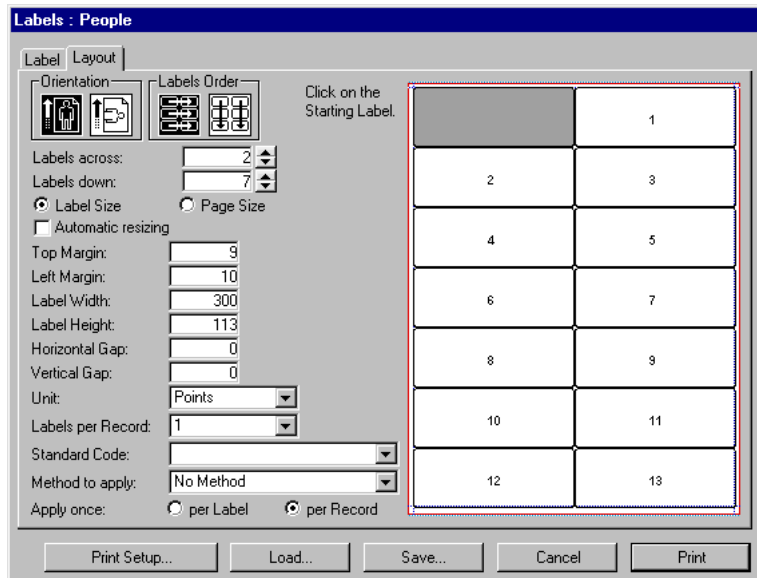 Labels : People
Label Layout
Orientation Labels Order
Click on the
Starting Label.
Labels across: 2
Labels down: 7
Label Size Page Size
Automatic resizing
Top Margin: 9
Left Margin: 10
Label Width: 300
Label Height: 113
Horizontal Gap: 0
Vertical Gap: 0
Unit: Points
Labels per Record: 1
Standard Code:
Method to apply: No Method
Apply once: per Label per Record
1
2 3
4 5
6 7
8 9
10 11
12 13
Print Setup... Load... Save... Cancel Print